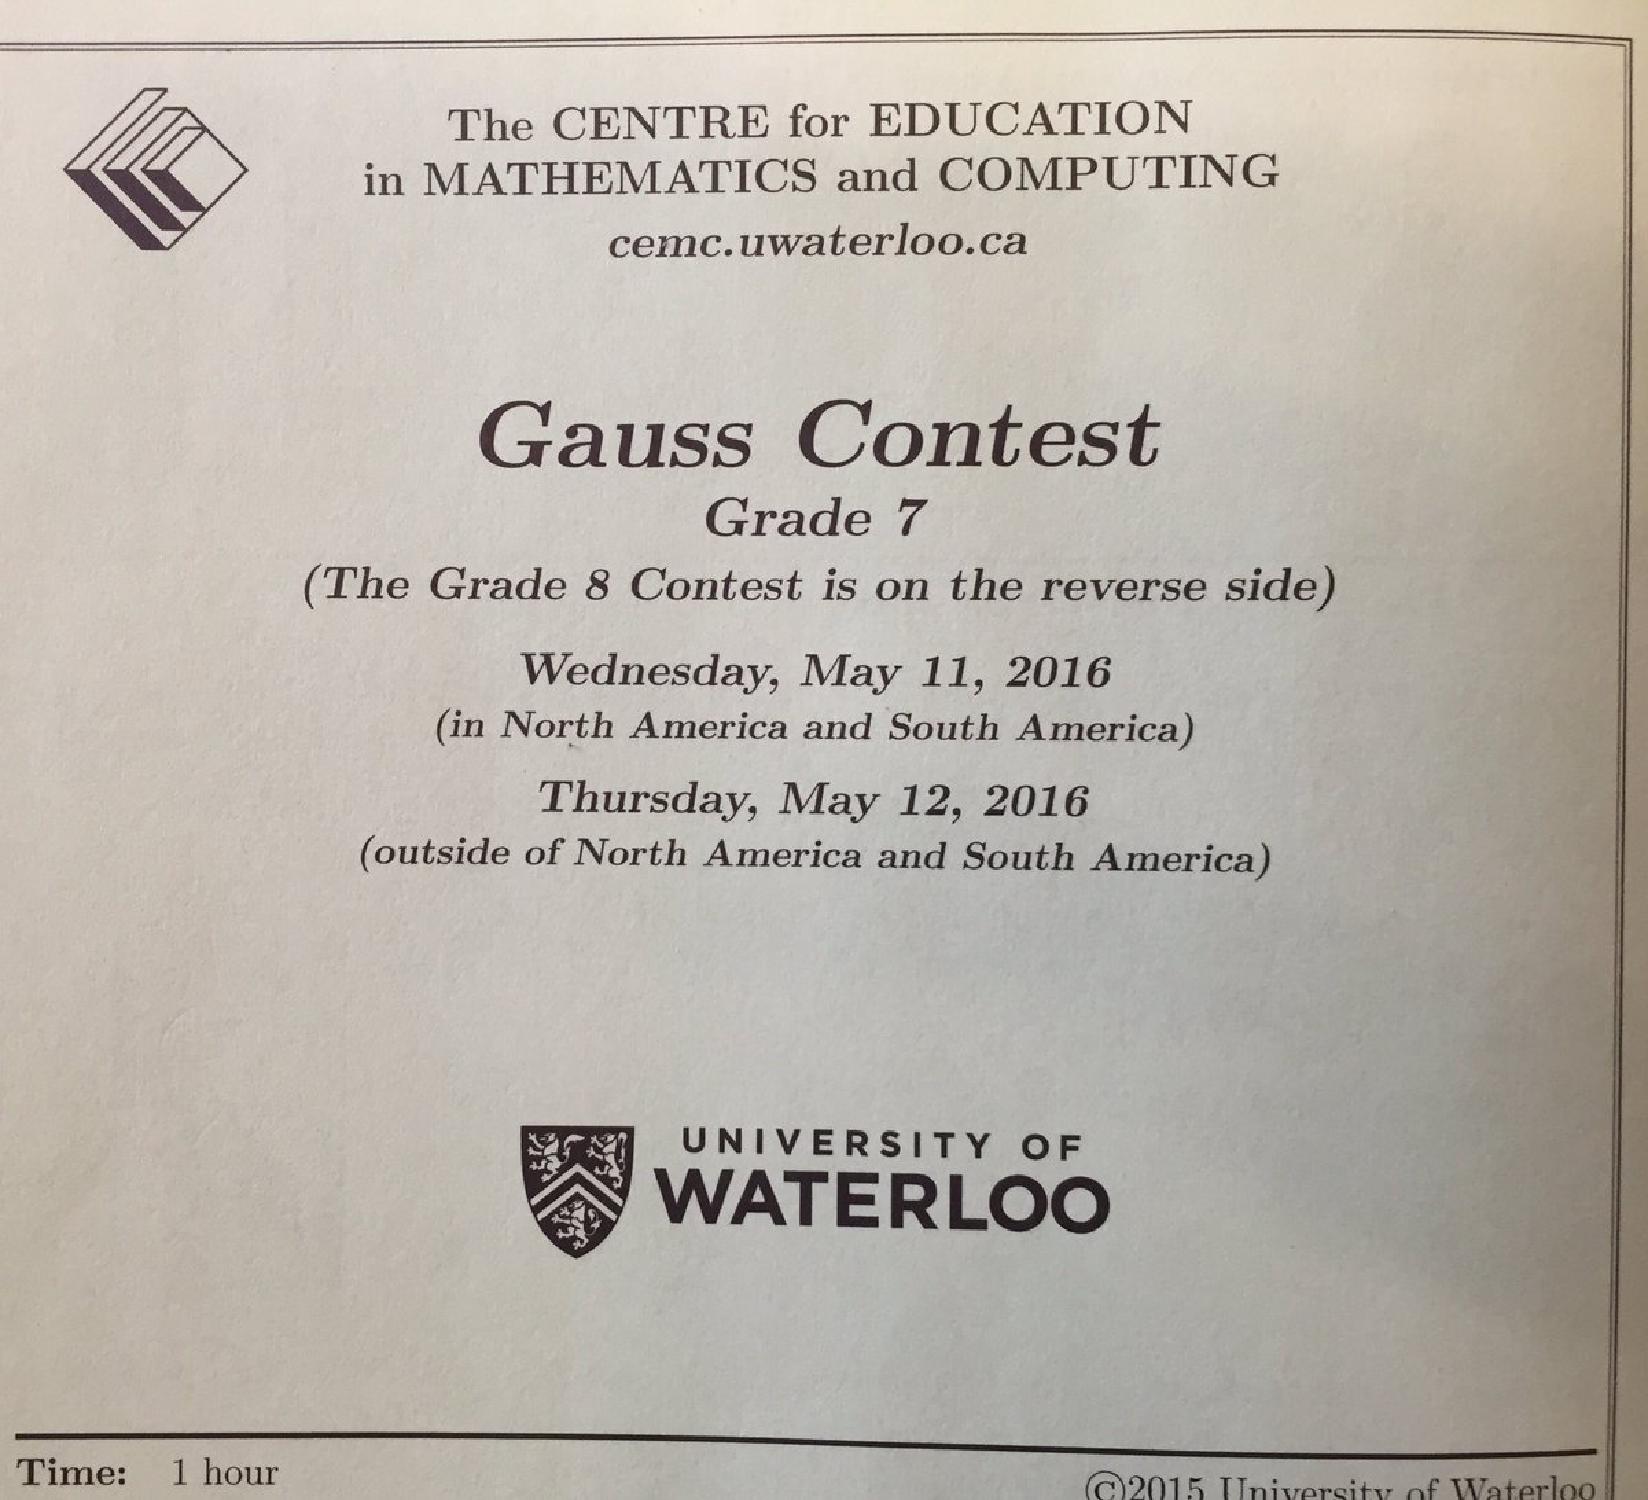 The CENTRE for EDUCATION
in MATHEMATICS and COMPUTING
cemc.uwaterloo.ca
Gauss Contest
Grade 7
(The Grade 8 Contest is on the reverse side)
Wednesday, May 11, 2016
(in North America and South America)
Thursday, May 12, 2016
(outside of North America and South America)
UNIVERSITY OF
WATERLOO
Time: 1 hour
©2015 University of Waterloo